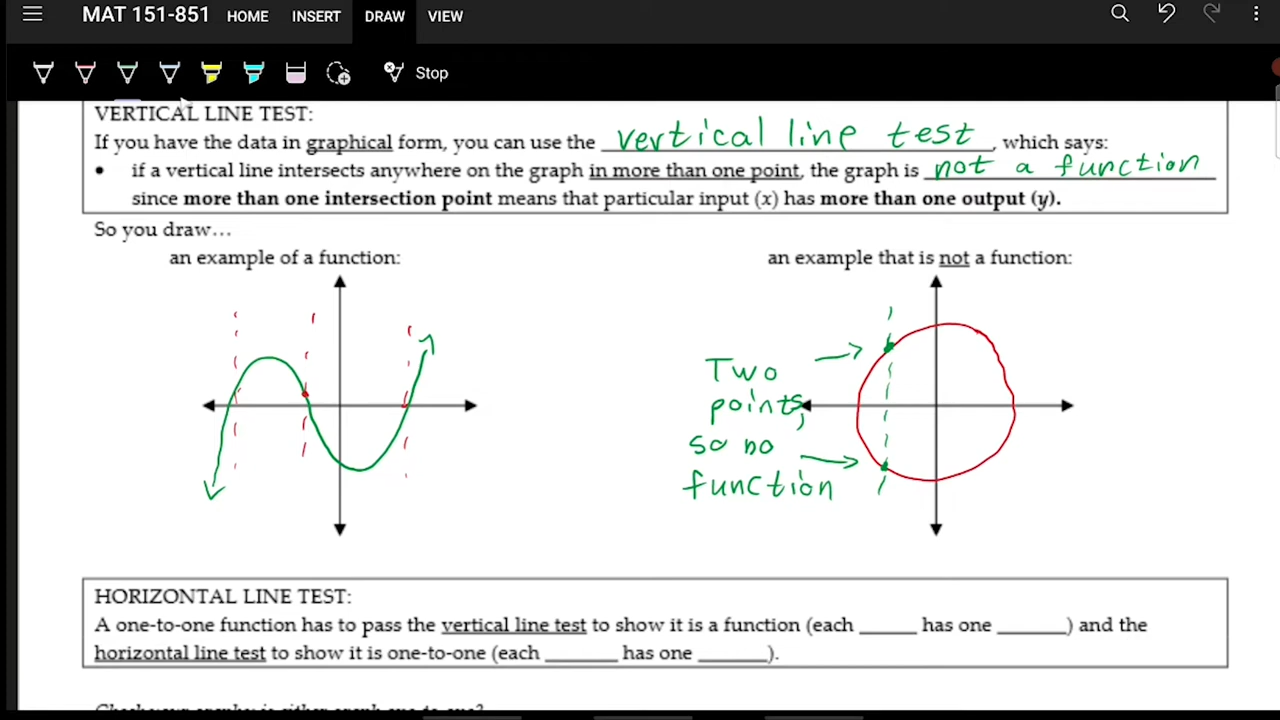 MAT 151-851 HOME INSERT DRAW VIEW
Stop
VERTICAL LINE TEST:
If you have the data in graphical form, you can use the vertical line test, which says:
• if a vertical line intersects anywhere on the graph in more than one point, the graph is not a function
since more than one intersection point means that particular input (x) has more than one output (y).
So you draw…
an example of a function:
an example that is not a function:
Two
points,
so no
function
HORIZONTAL LINE TEST:
A one-to-one function has to pass the vertical line test to show it is a function (each ______ has one _______) and the
horizontal line test to show it is one-to-one (each ________ has one ________).